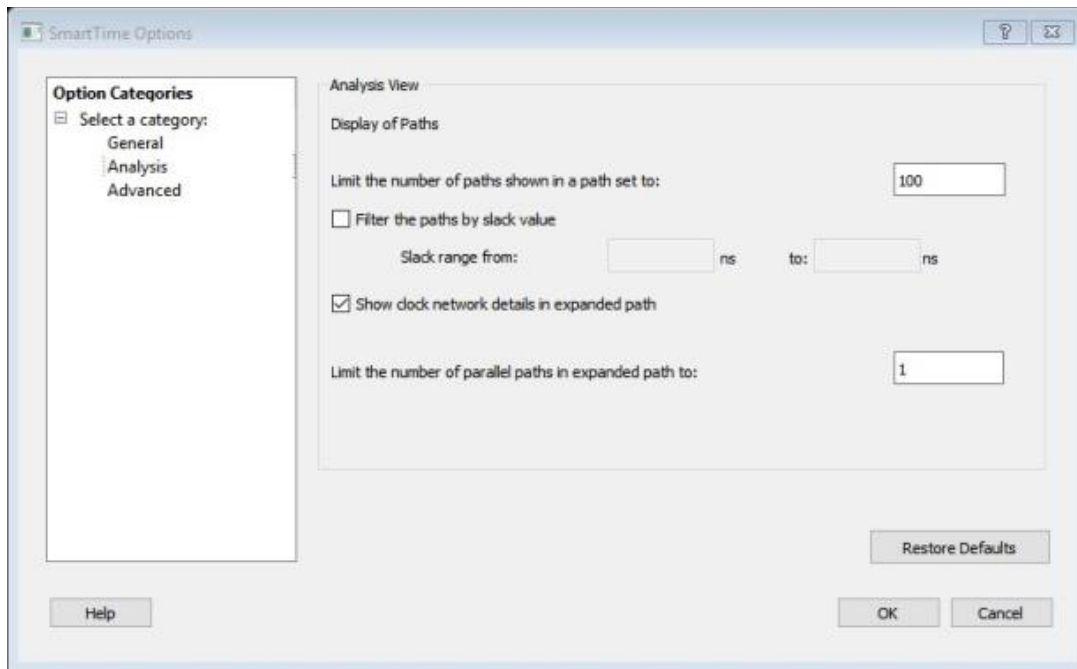 SmartTime Options
Option Categories
Select a category:
General
Analysis
Advanced
Analysis View
Display of Paths
Limit the number of paths shown in a path set to: 100
Filter the paths by slack value
Slack range from: ns to: ns
Show clock network details in expanded path
Limit the number of parallel paths in expanded path to: 1
Restore Defaults
Help OK Cancel